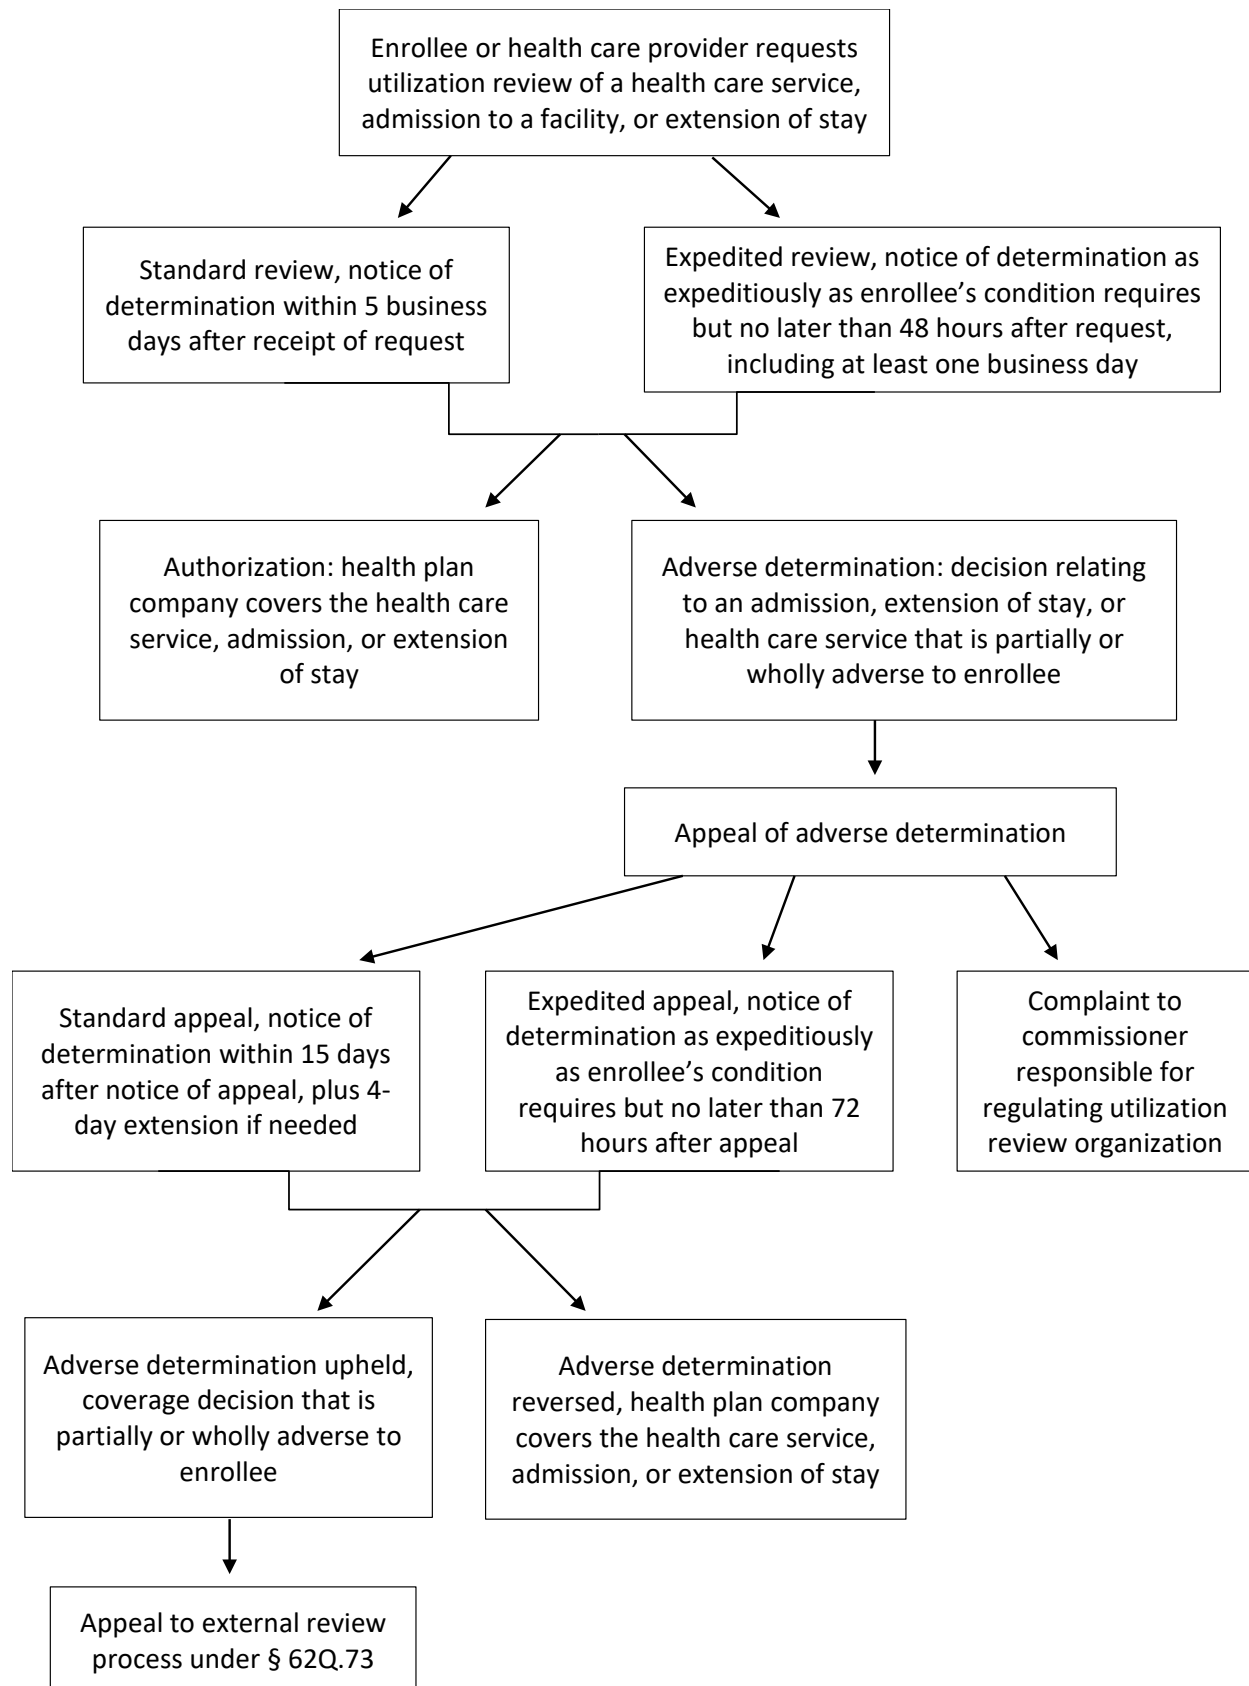 Enrollee or health care provider requests
utilization review of a health care service,
admission to a facility, or extension of stay
Standard review, notice of
determination within 5 business
days after receipt of request
Expedited review, notice of determination as
expeditiously as enrollee’s condition requires
but no later than 48 hours after request,
including at least one business day
Authorization: health plan
company covers the health care
service, admission, or extension
of stay
Adverse determination: decision relating
to an admission, extension of stay, or
health care service that is partially or
wholly adverse to enrollee
Appeal of adverse determination
Standard appeal, notice of
determination within 15 days
after notice of appeal, plus 4-
day extension if needed
Expedited appeal, notice of
determination as expeditiously
as enrollee’s condition
requires but no later than 72
hours after appeal
Complaint to
commissioner
responsible for
regulating utilization
review organization
Adverse determination upheld,
coverage decision that is
partially or wholly adverse to
enrollee
Adverse determination
reversed, health plan company
covers the health care service,
admission, or extension of stay
Appeal to external review
process under § 62Q.73